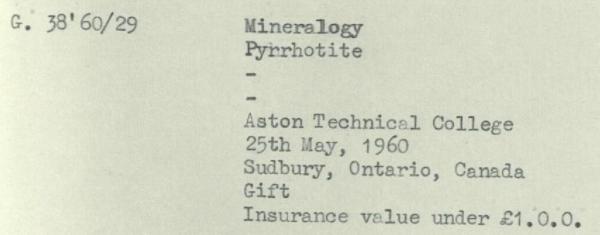 G. 38'60/29 Mineralogy
Pyrrhotite
-
-
Aston Technical College
25th May, 1960
Sudbury, Ontario, Canada
Gift
Insurance value under £1.0.0.